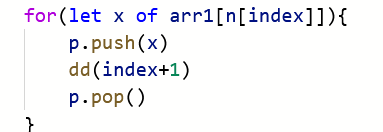 for(let x of arr1[n[index]]){
    p.push(x)
    dd(index+1)
    p.pop()
}